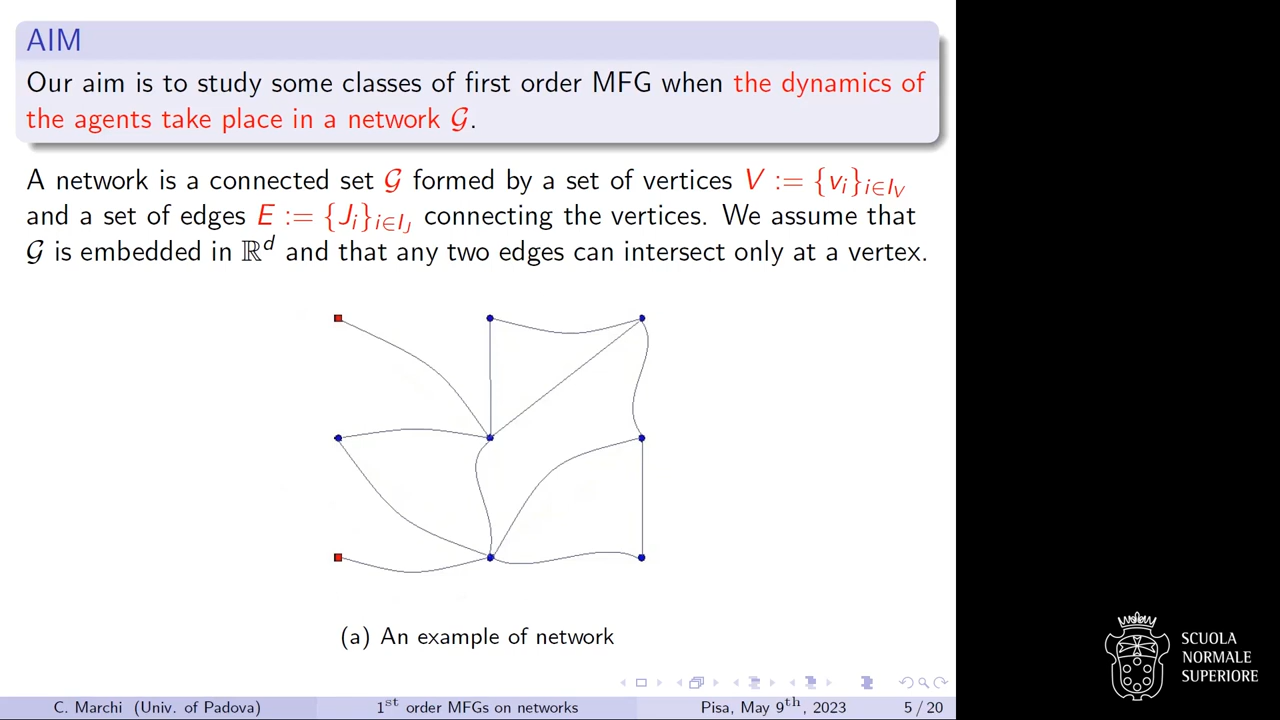 AIM
Our aim is to study some classes of first order MFG when the dynamics of
the agents take place in a network 𝒢.
A network is a connected set 𝒢 formed by a set of vertices V := {v_i}_{i∈I_V}
and a set of edges E := {J_i}_{i∈I_J} connecting the vertices. We assume that
𝒢 is embedded in ℝ^d and that any two edges can intersect only at a vertex.
(a) An example of network
C. Marchi (Univ. of Padova) 1st order MFGs on networks Pisa, May 9th, 2023 5 / 20
SCUOLA
NORMALE
SUPERIORE